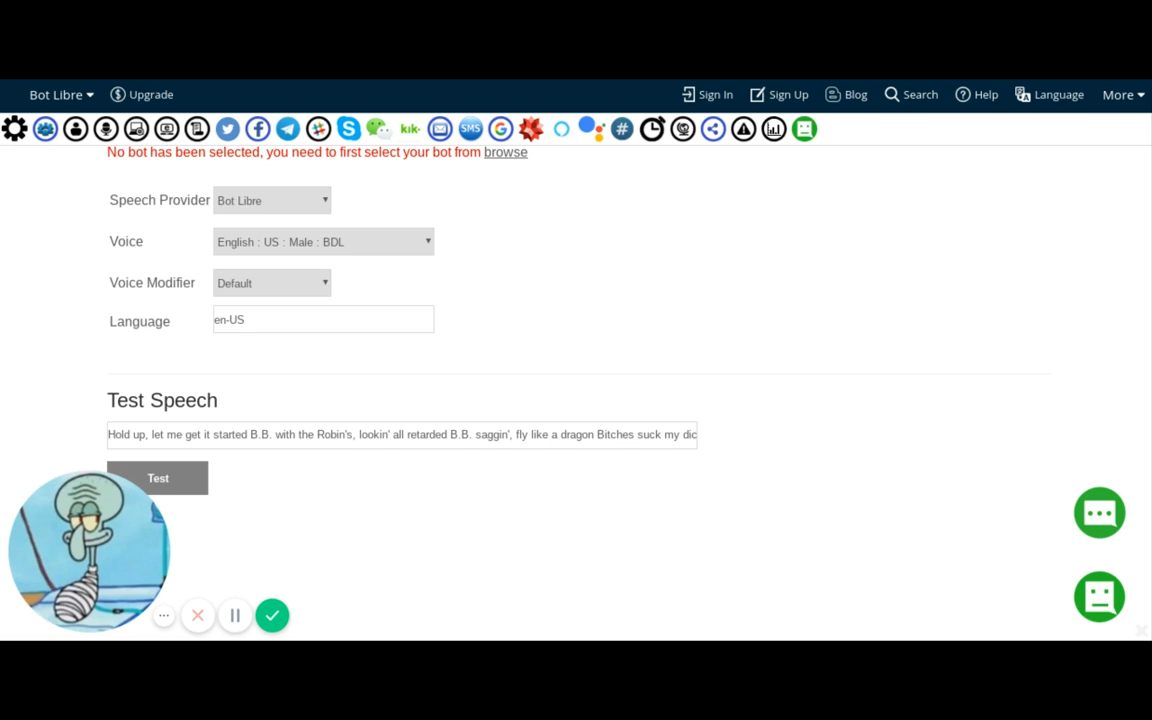 Bot Libre Upgrade Sign In Sign Up Blog Search Help Language More
kik· SMS G #
No bot has been selected, you need to first select your bot from browse
Speech Provider Bot Libre
Voice English : US : Male : BDL
Voice Modifier Default
Language en-US
Test Speech
Hold up, let me get it started B.B. with the Robin's, lookin' all retarded B.B. saggin', fly like a dragon Bitches suck my dic
Test